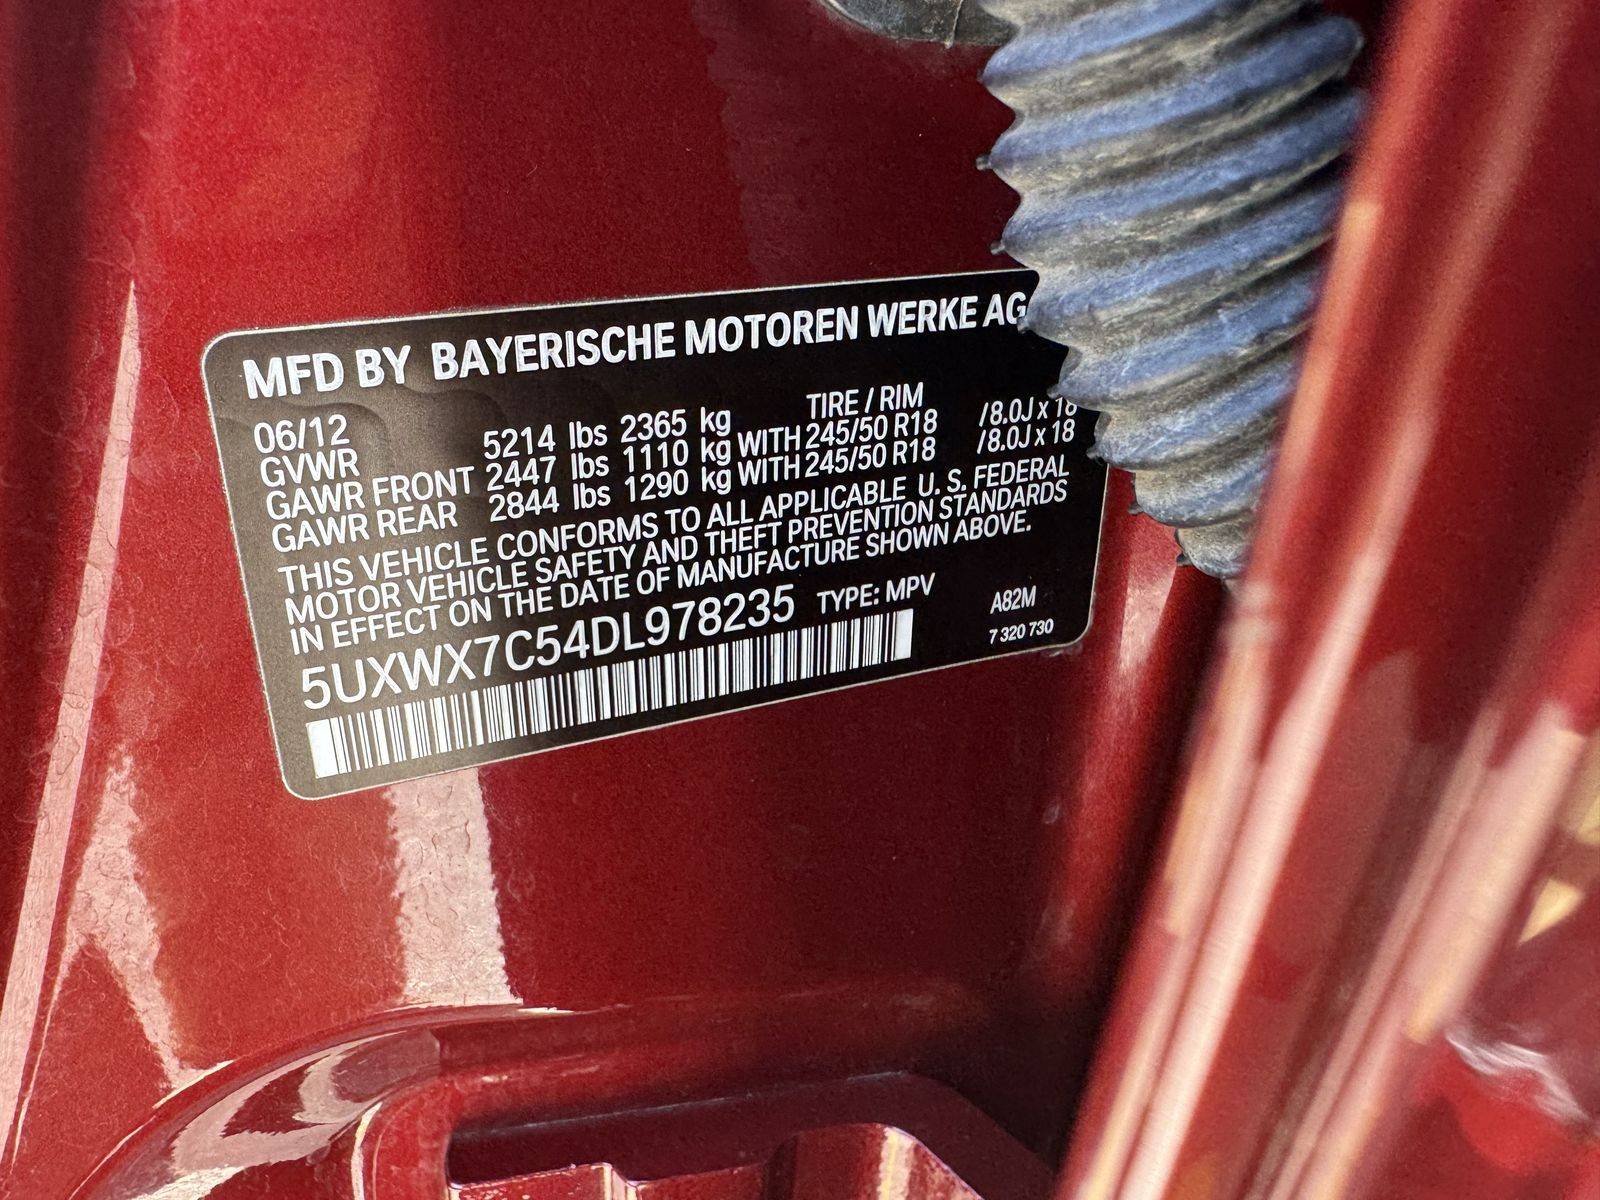 MFD BY BAYERISCHE MOTOREN WERKE AG
06/12 TIRE / RIM
GVWR 5214 lbs 2365 kg
GAWR FRONT 2447 lbs 1110 kg WITH 245/50 R18 /8.0J x 18
GAWR REAR 2844 lbs 1290 kg WITH 245/50 R18 /8.0J x 18
THIS VEHICLE CONFORMS TO ALL APPLICABLE U. S. FEDERAL
MOTOR VEHICLE SAFETY AND THEFT PREVENTION STANDARDS
IN EFFECT ON THE DATE OF MANUFACTURE SHOWN ABOVE.
5UXWX7C54DL978235 TYPE: MPV A82M
7 320 730